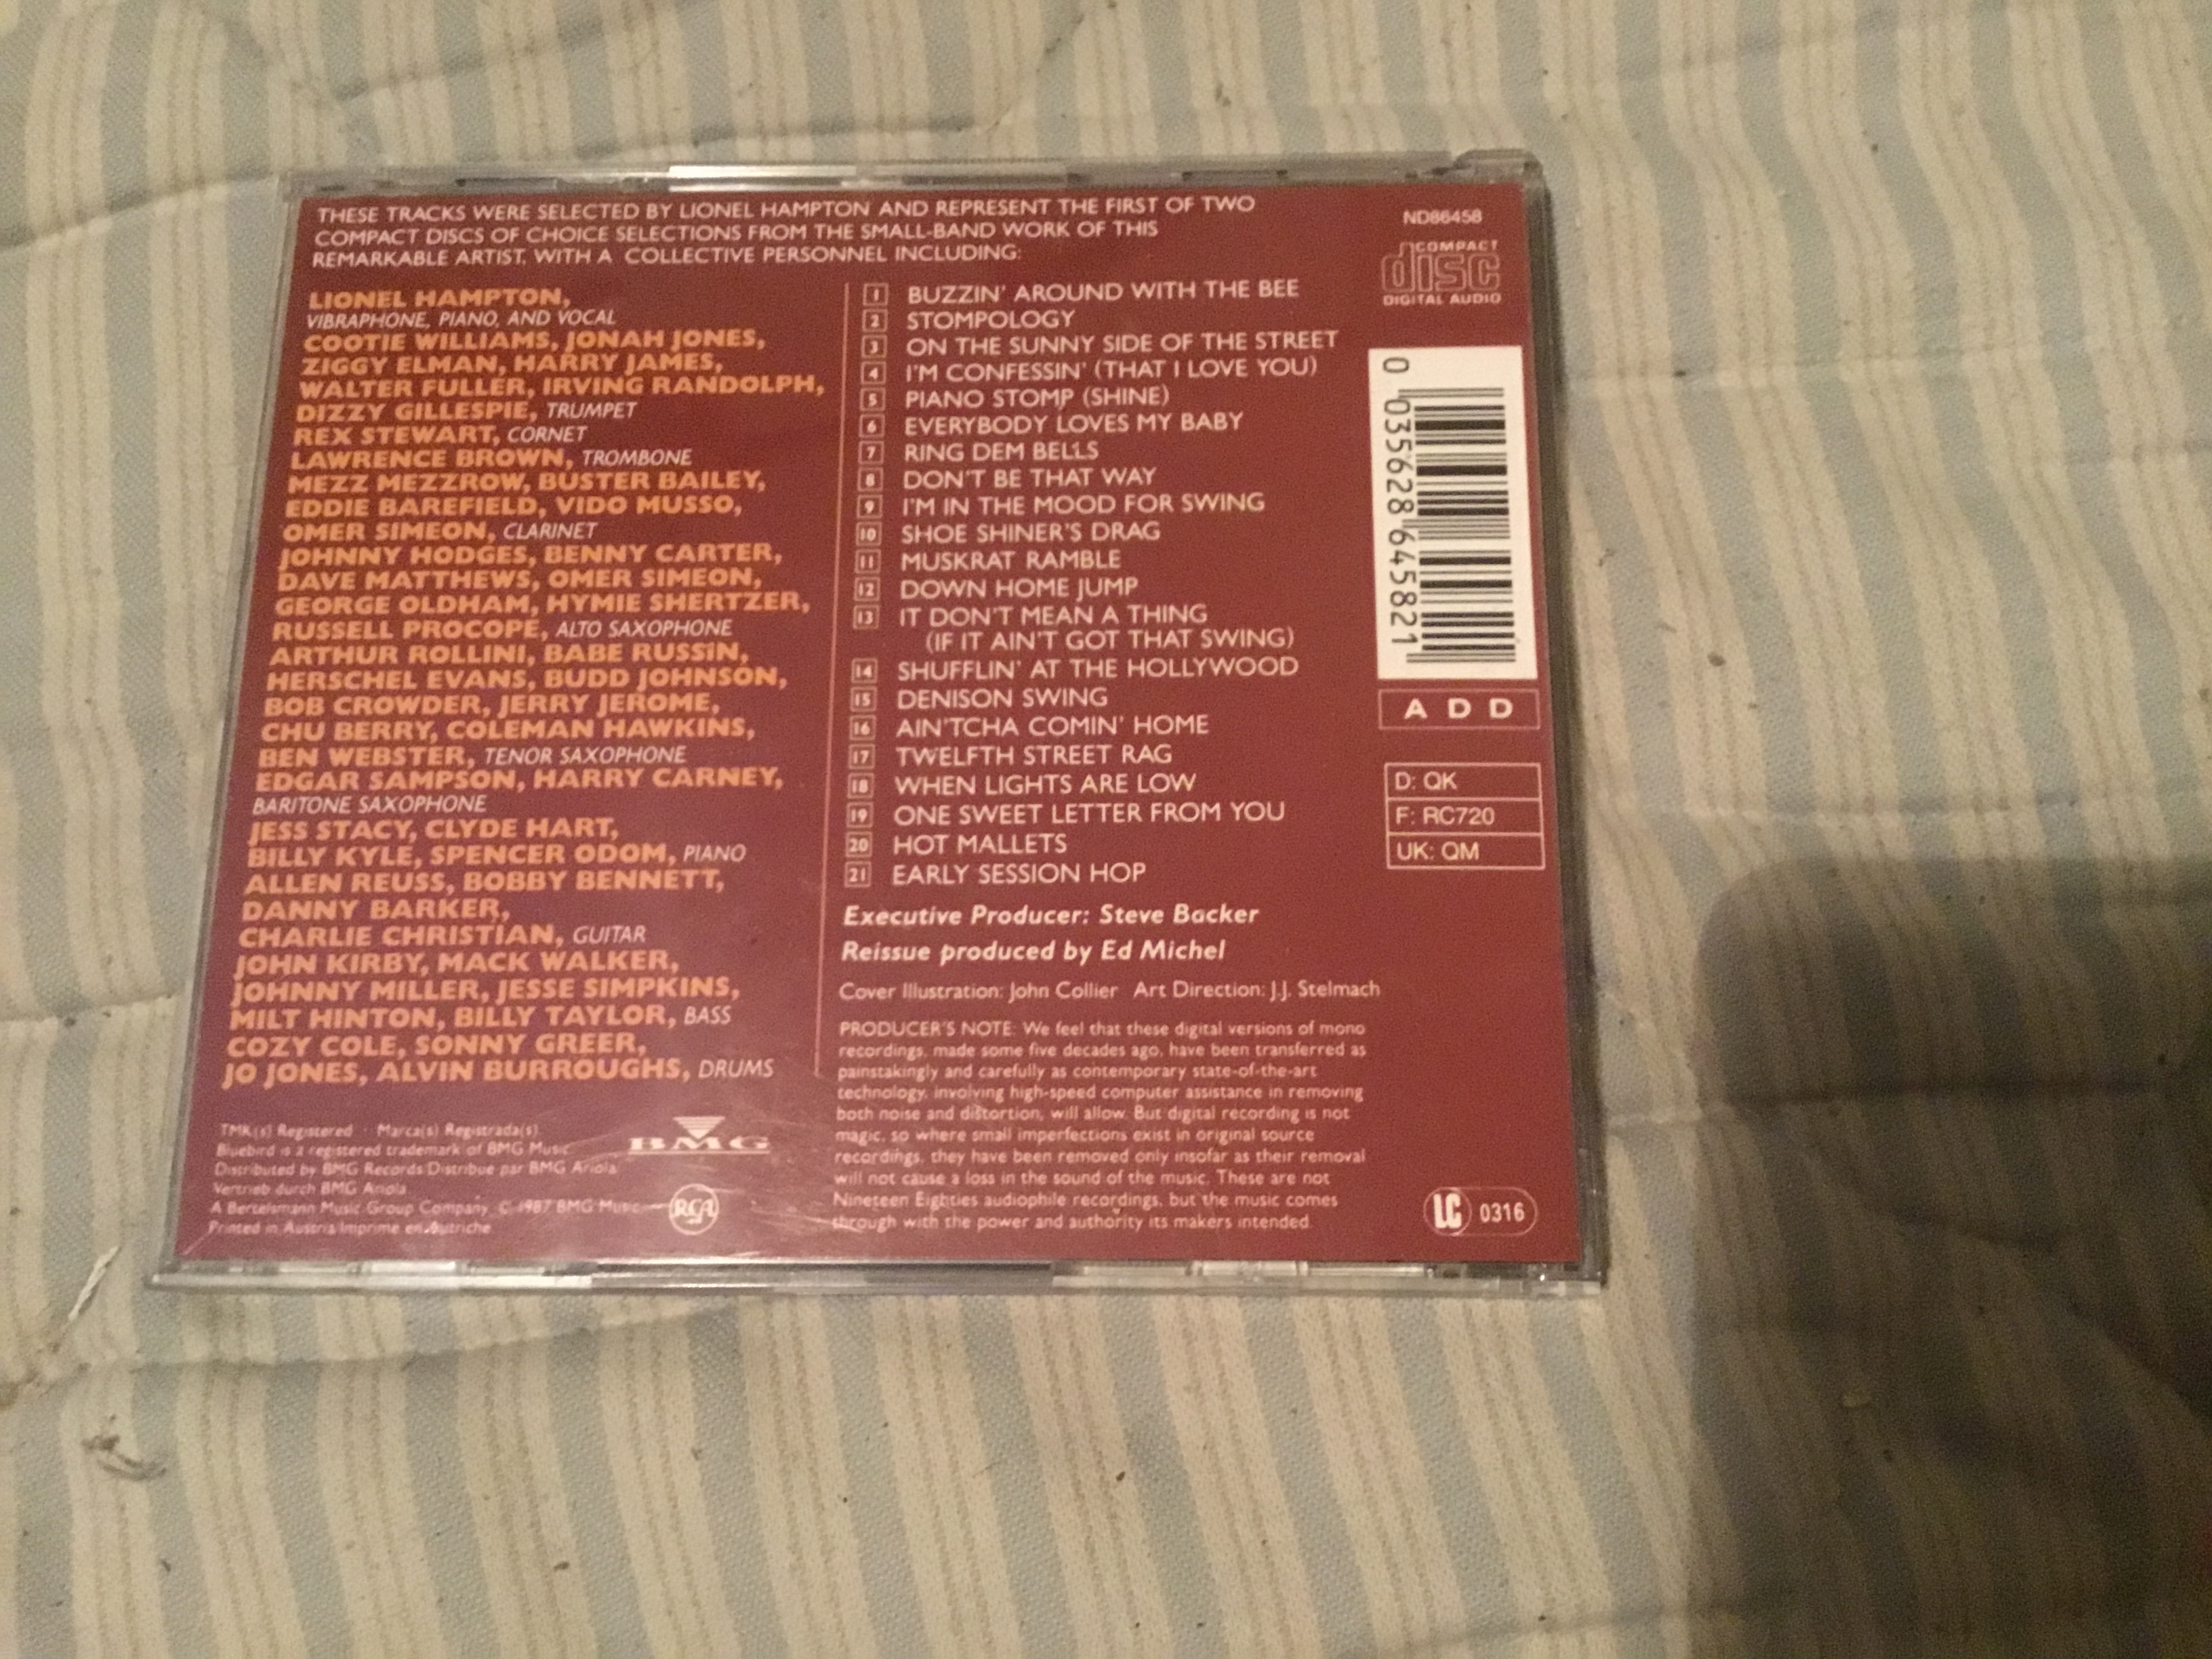 THESE TRACKS WERE SELECTED BY LIONEL HAMPTON AND REPRESENT THE FIRST OF TWO
COMPACT DISCS OF CHOICE SELECTIONS FROM THE SMALL-BAND WORK OF THIS
REMARKABLE ARTIST, WITH A COLLECTIVE PERSONNEL INCLUDING:
LIONEL HAMPTON,
VIBRAPHONE, PIANO, AND VOCAL
COOTIE WILLIAMS, JONAH JONES,
ZIGGY ELMAN, HARRY JAMES,
WALTER FULLER, IRVING RANDOLPH,
DIZZY GILLESPIE, TRUMPET
REX STEWART, CORNET
LAWRENCE BROWN, TROMBONE
MEZZ MEZZROW, BUSTER BAILEY,
EDDIE BAREFIELD, VIDO MUSSO,
OMER SIMEON, CLARINET
JOHNNY HODGES, BENNY CARTER,
DAVE MATTHEWS, OMER SIMEON,
GEORGE OLDHAM, HYMIE SHERTZER,
RUSSELL PROCOPE, ALTO SAXOPHONE
ARTHUR ROLLINI, BABE RUSSIN,
HERSCHEL EVANS, BUDD JOHNSON,
BOB CROWDER, JERRY JEROME,
CHU BERRY, COLEMAN HAWKINS,
BEN WEBSTER, TENOR SAXOPHONE
EDGAR SAMPSON, HARRY CARNEY,
BARITONE SAXOPHONE
JESS STACY, CLYDE HART,
BILLY KYLE, SPENCER ODOM, PIANO
ALLEN REUSS, BOBBY BENNETT,
DANNY BARKER,
CHARLIE CHRISTIAN, GUITAR
JOHN KIRBY, MACK WALKER,
JOHNNY MILLER, JESSE SIMPKINS,
MILT HINTON, BILLY TAYLOR, BASS
COZY COLE, SONNY GREER,
JO JONES, ALVIN BURROUGHS, DRUMS
TMK(s) Registered · Marca(s) Registrada(s)
Bluebird is a registered trademark of BMG Music
Distributed by BMG Records/Distribue par BMG Ariola
Vertrieb durch BMG Ariola
A Bertelsmann Music Group Company © 1987 BMG Music
Printed in Austria/Imprime en Autriche
BMG
RCA
1 BUZZIN' AROUND WITH THE BEE
2 STOMPOLOGY
3 ON THE SUNNY SIDE OF THE STREET
4 I'M CONFESSIN' (THAT I LOVE YOU)
5 PIANO STOMP (SHINE)
6 EVERYBODY LOVES MY BABY
7 RING DEM BELLS
8 DON'T BE THAT WAY
9 I'M IN THE MOOD FOR SWING
10 SHOE SHINER'S DRAG
11 MUSKRAT RAMBLE
12 DOWN HOME JUMP
13 IT DON'T MEAN A THING
(IF IT AIN'T GOT THAT SWING)
14 SHUFFLIN' AT THE HOLLYWOOD
15 DENISON SWING
16 AIN'TCHA COMIN' HOME
17 TWELFTH STREET RAG
18 WHEN LIGHTS ARE LOW
19 ONE SWEET LETTER FROM YOU
20 HOT MALLETS
21 EARLY SESSION HOP
Executive Producer: Steve Backer
Reissue produced by Ed Michel
Cover Illustration: John Collier Art Direction: J.J. Stelmach
PRODUCER'S NOTE: We feel that these digital versions of mono
recordings, made some five decades ago, have been transferred as
painstakingly and carefully as contemporary state-of-the-art
technology, involving high-speed computer assistance in removing
both noise and distortion, will allow. But digital recording is not
magic, so where small imperfections exist in original source
recordings, they have been removed only insofar as their removal
will not cause a loss in the sound of the music. These are not
Nineteen Eighties audiophile recordings, but the music comes
through with the power and authority its makers intended.
ND86458
COMPACT
disc
DIGITAL AUDIO
0 035628 645821
A D D
D: QK
F: RC720
UK: QM
LC 0316